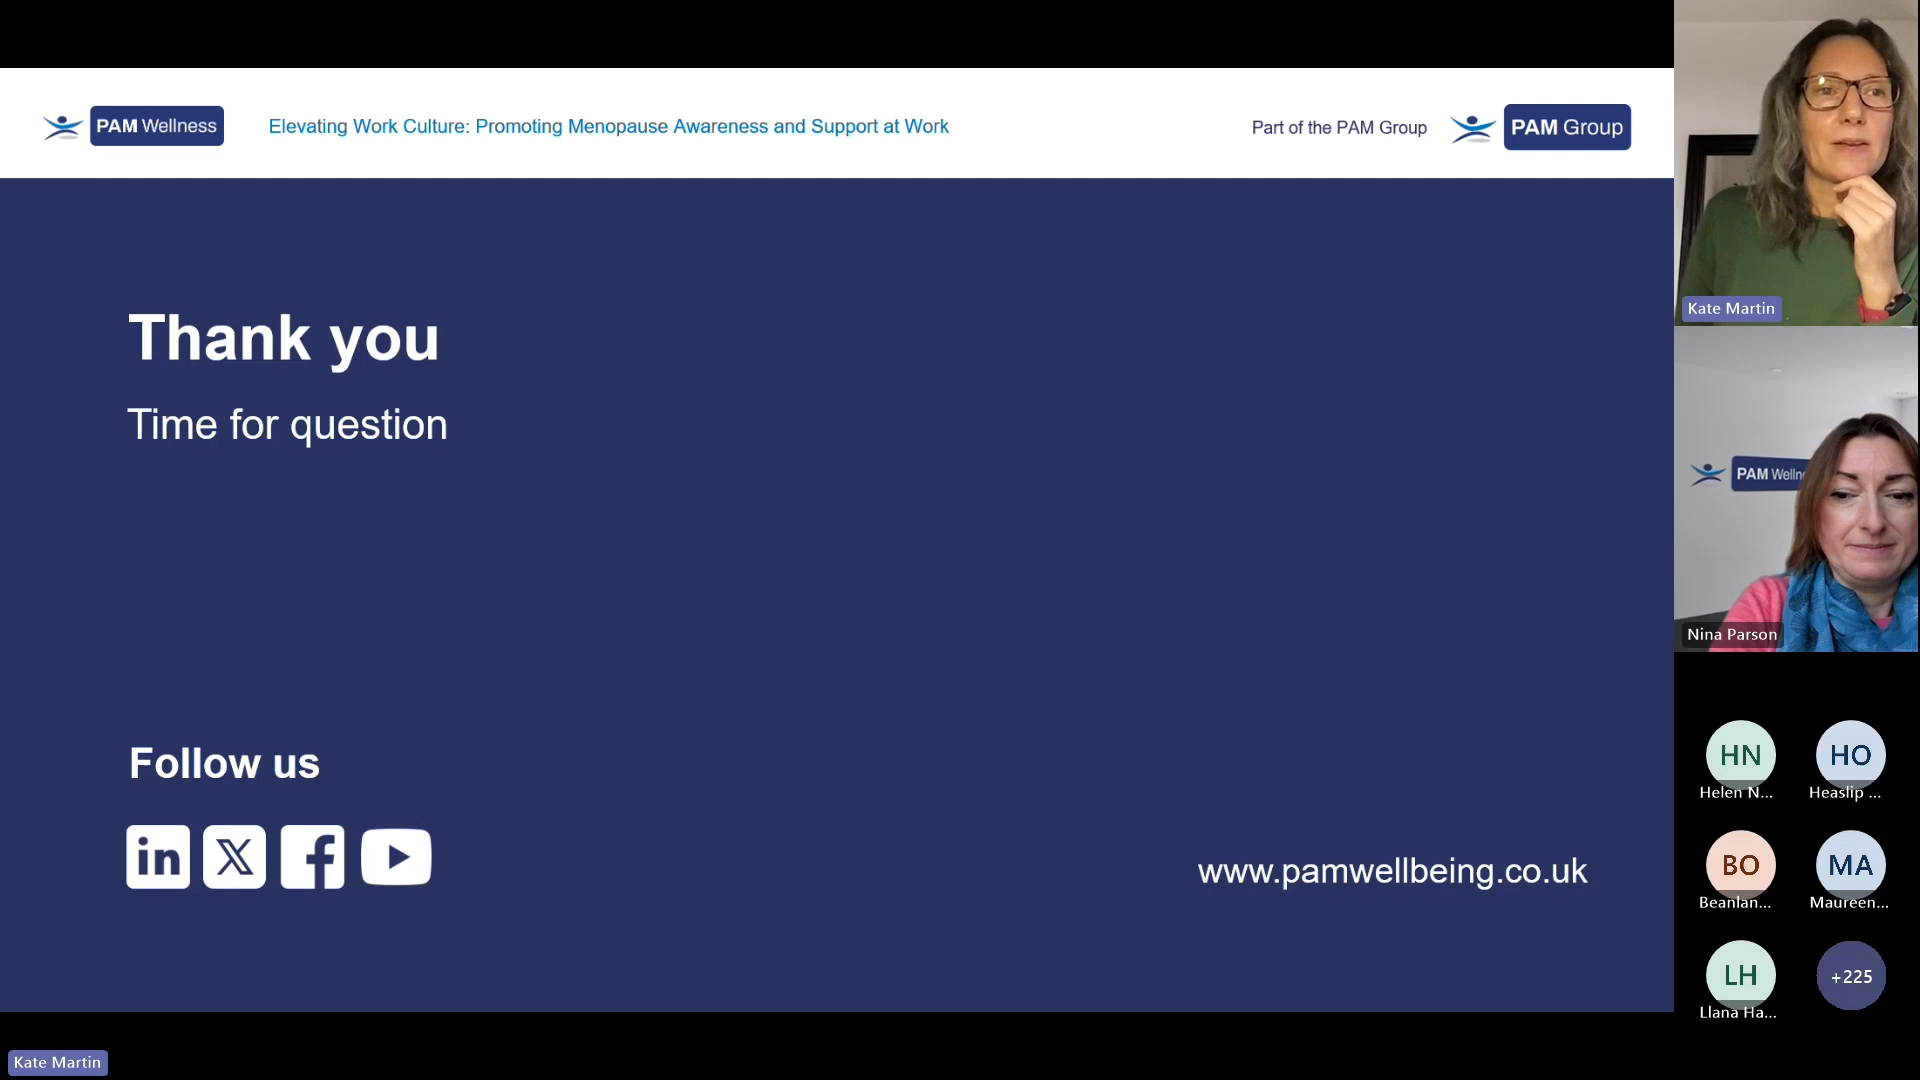 PAM Wellness
Elevating Work Culture: Promoting Menopause Awareness and Support at Work
Part of the PAM Group
PAM Group
Thank you
Time for question
Follow us
in
X
f
www.pamwellbeing.co.uk
Kate Martin
PAM Welln
Nina Parson
HN
Helen N...
HO
Heaslip ...
BO
Beanlan...
MA
Maureen...
LH
Llana Ha...
+225
Kate Martin